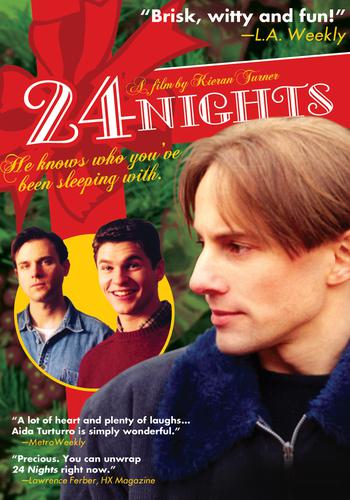 “Brisk, witty and fun!”
—L.A. Weekly
A film by Kieran Turner
24 NIGHTS
He knows who you've
been sleeping with.
“A lot of heart and plenty of laughs...
Aida Turturro is simply wonderful.”
—MetroWeekly
“Precious. You can unwrap
24 Nights right now.”
—Lawrence Ferber, HX Magazine